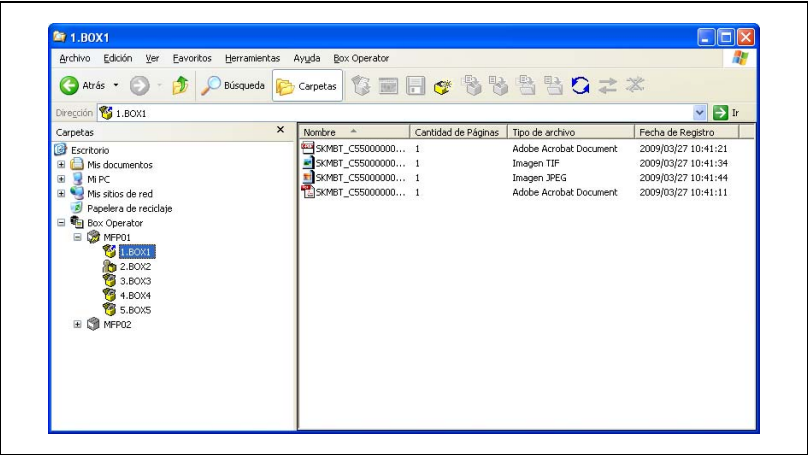 1.BOX1
Archivo Edición Ver Favoritos Herramientas Ayuda Box Operator
Atrás Búsqueda Carpetas
Dirección 1.BOX1 Ir
Carpetas
Nombre Cantidad de Páginas Tipo de archivo Fecha de Registro
Escritorio
Mis documentos
Mi PC
Mis sitios de red
Papelera de reciclaje
Box Operator
MFP01
1.BOX1
2.BOX2
3.BOX3
4.BOX4
5.BOX5
MFP02
SKMBT_C55000000... 1 Adobe Acrobat Document 2009/03/27 10:41:21
SKMBT_C55000000... 1 Imagen TIF 2009/03/27 10:41:34
SKMBT_C55000000... 1 Imagen JPEG 2009/03/27 10:41:44
SKMBT_C55000000... 1 Adobe Acrobat Document 2009/03/27 10:41:11